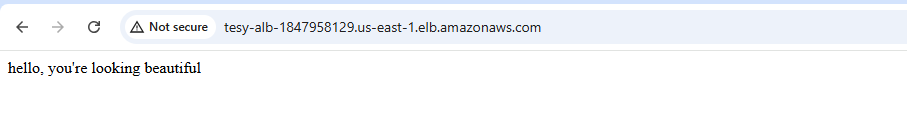 Not secure tesy-alb-1847958129.us-east-1.elb.amazonaws.com
hello, you're looking beautiful